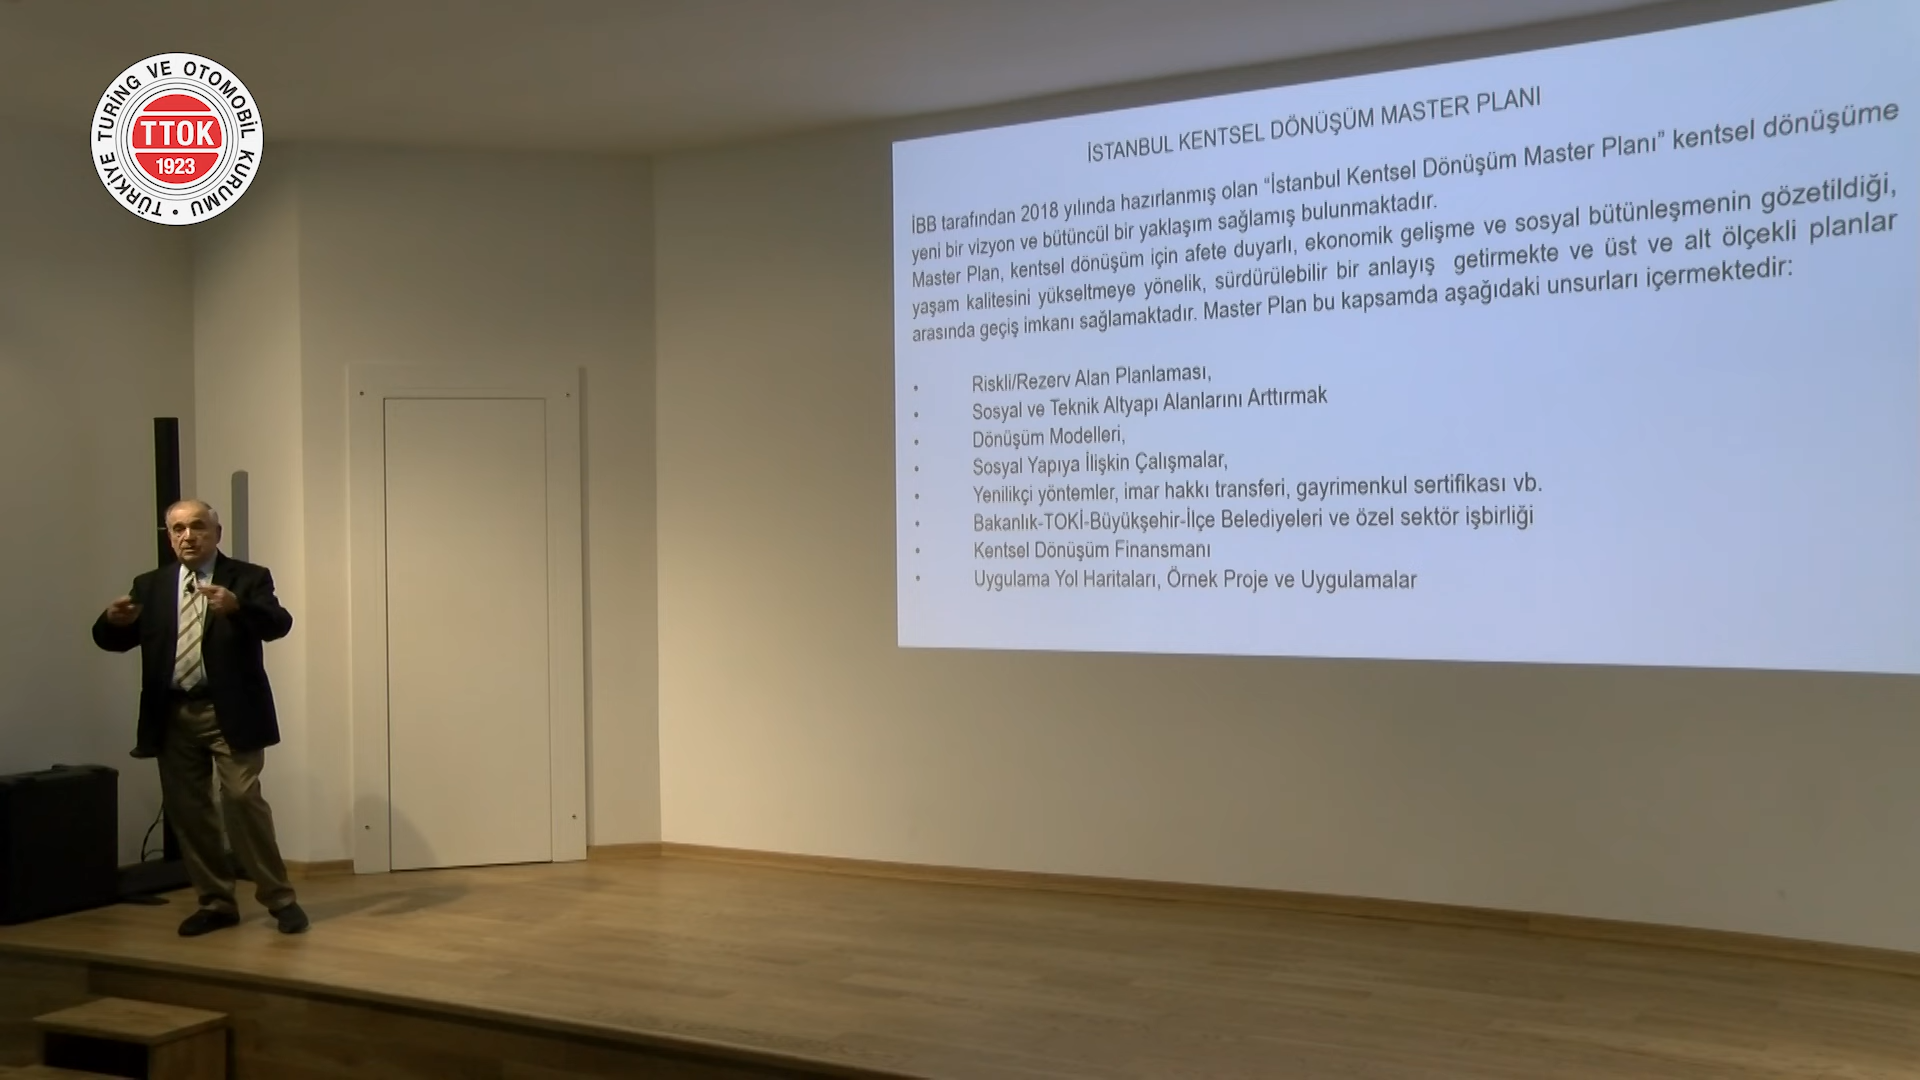 TÜRKİYE TURİNG VE OTOMOBİL KURUMU •
TTOK
1923
İSTANBUL KENTSEL DÖNÜŞÜM MASTER PLANI
İBB tarafından 2018 yılında hazırlanmış olan “İstanbul Kentsel Dönüşüm Master Planı” kentsel dönüşüme
yeni bir vizyon ve bütüncül bir yaklaşım sağlamış bulunmaktadır.
Master Plan, kentsel dönüşüm için afete duyarlı, ekonomik gelişme ve sosyal bütünleşmenin gözetildiği,
yaşam kalitesini yükseltmeye yönelik, sürdürülebilir bir anlayış getirmekte ve üst ve alt ölçekli planlar
arasında geçiş imkanı sağlamaktadır. Master Plan bu kapsamda aşağıdaki unsurları içermektedir:
• Riskli/Rezerv Alan Planlaması,
• Sosyal ve Teknik Altyapı Alanlarını Arttırmak
• Dönüşüm Modelleri,
• Sosyal Yapıya İlişkin Çalışmalar,
• Yenilikçi yöntemler, imar hakkı transferi, gayrimenkul sertifikası vb.
• Bakanlık-TOKİ-Büyükşehir-İlçe Belediyeleri ve özel sektör işbirliği
• Kentsel Dönüşüm Finansmanı
• Uygulama Yol Haritaları, Örnek Proje ve Uygulamalar